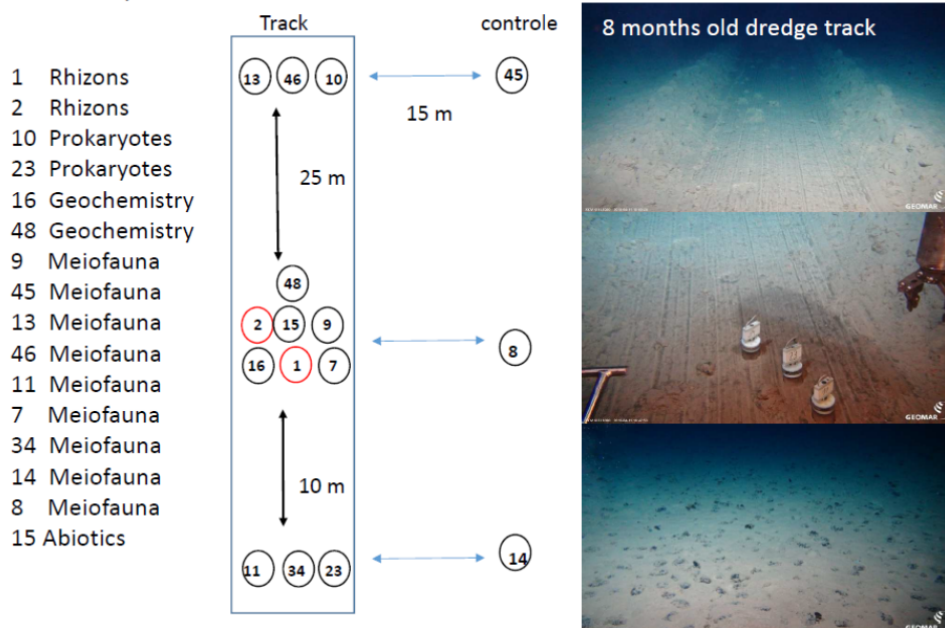 Track
controle
8 months old dredge track
1 Rhizons
2 Rhizons
10 Prokaryotes
23 Prokaryotes
16 Geochemistry
48 Geochemistry
9 Meiofauna
45 Meiofauna
13 Meiofauna
46 Meiofauna
11 Meiofauna
7 Meiofauna
34 Meiofauna
14 Meiofauna
8 Meiofauna
15 Abiotics
13 46 10
45
15 m
25 m
48
2 15 9
8
16 1 7
10 m
11 34 23
14
GEOMAR
GEOMAR
GEOMAR